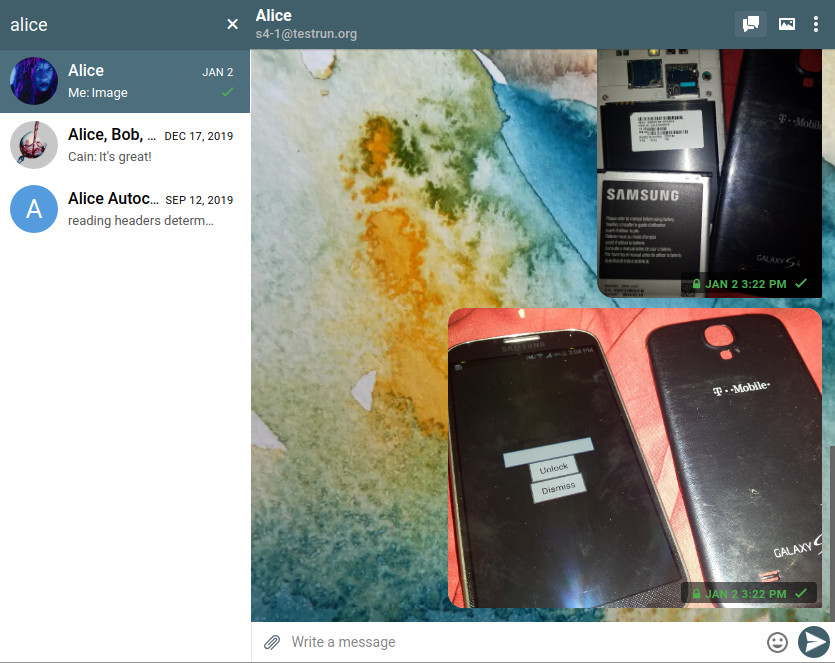 alice
Alice
JAN 2
Me: Image
Alice, Bob, ...
DEC 17, 2019
Cain: It's great!
Alice Autoc...
SEP 12, 2019
A
reading headers determ...
Alice
s4-1@testrun.org
T··Mobile
SAMSUNG
GALAXY S4
JAN 2 3:22 PM
SAMSUNG
T··Mobile·
Unlock
Dismiss
GALAXY S
JAN 2 3:22 PM
Write a message